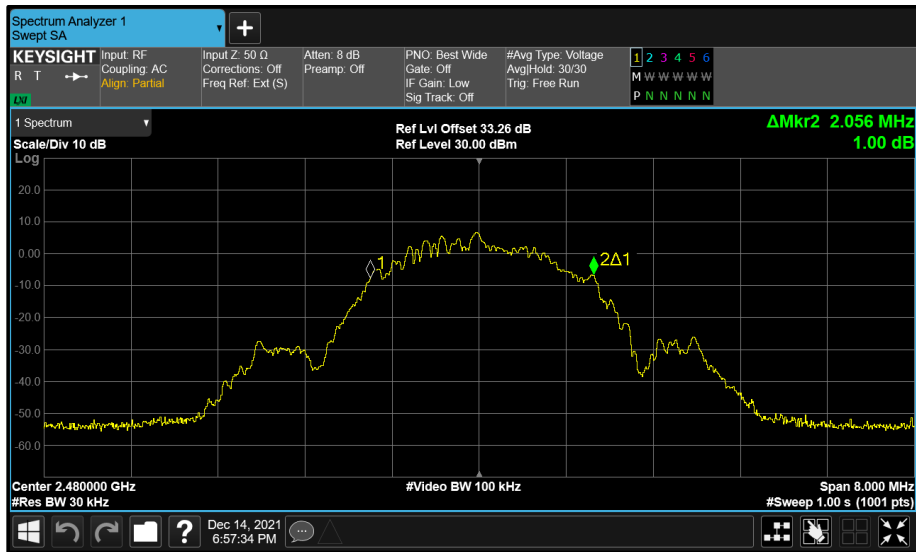 Spectrum Analyzer 1
Swept SA
KEYSIGHT
R T
LXI
Input: RF
Coupling: AC
Align: Partial
Input Z: 50 Ω
Corrections: Off
Freq Ref: Ext (S)
Atten: 8 dB
Preamp: Off
PNO: Best Wide
Gate: Off
IF Gain: Low
Sig Track: Off
#Avg Type: Voltage
Avg|Hold: 30/30
Trig: Free Run
1 2 3 4 5 6
M W W W W W
P N N N N N
1 Spectrum
Scale/Div 10 dB
Ref Lvl Offset 33.26 dB
Ref Level 30.00 dBm
ΔMkr2 2.056 MHz
1.00 dB
Log
20.0
10.0
0.00
-10.0
-20.0
-30.0
-40.0
-50.0
-60.0
1
2Δ1
Center 2.480000 GHz
#Video BW 100 kHz
Span 8.000 MHz
#Res BW 30 kHz
#Sweep 1.00 s (1001 pts)
?
Dec 14, 2021
6:57:34 PM